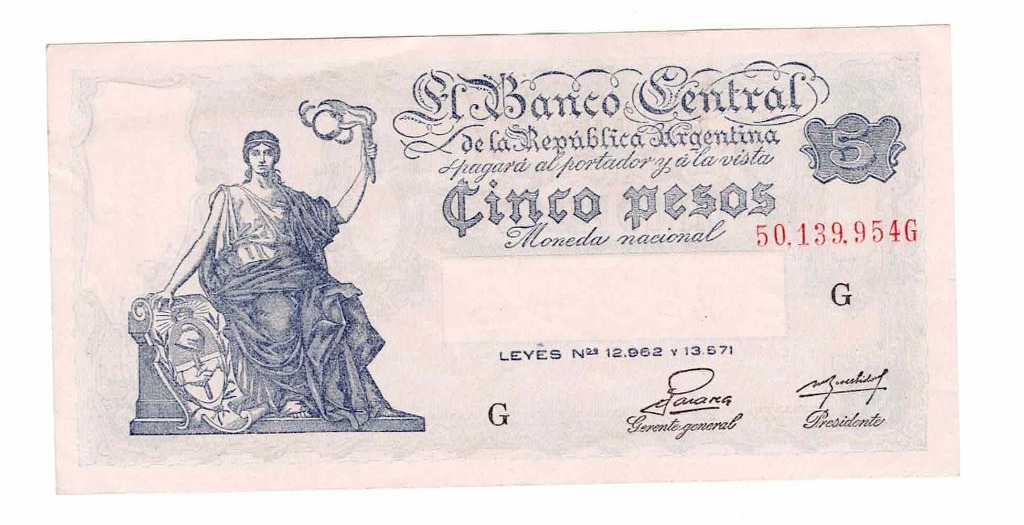 El Banco Central
de la República Argentina
pagará al portador y á la vista
5
Cinco pesos
Moneda nacional
50.139.954G
G
LEYES Nºs 12.962 Y 13.571
G
Gerente general
Presidente